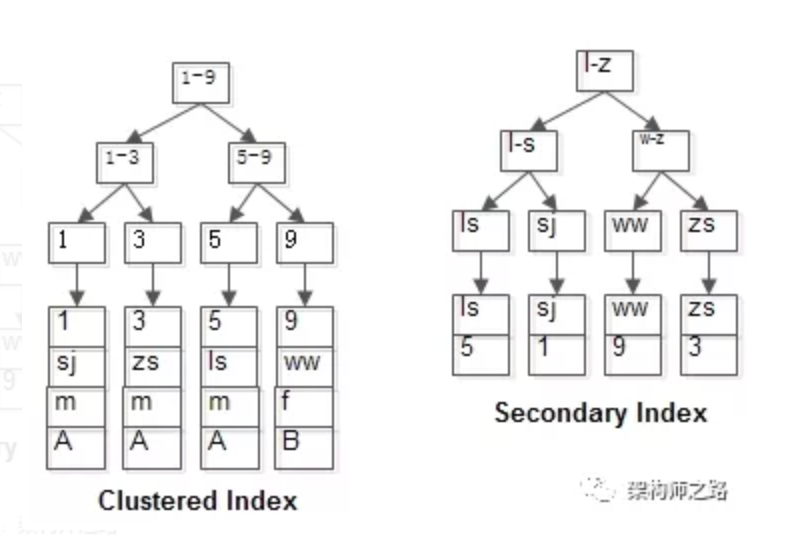 1-9
1-3
5-9
1
3
5
9
1
3
5
9
sj
zs
ls
ww
m
m
m
f
A
A
A
B
Clustered Index
l-z
l-s
w-z
ls
sj
ww
zs
ls
sj
ww
zs
5
1
9
3
Secondary Index
架构师之路